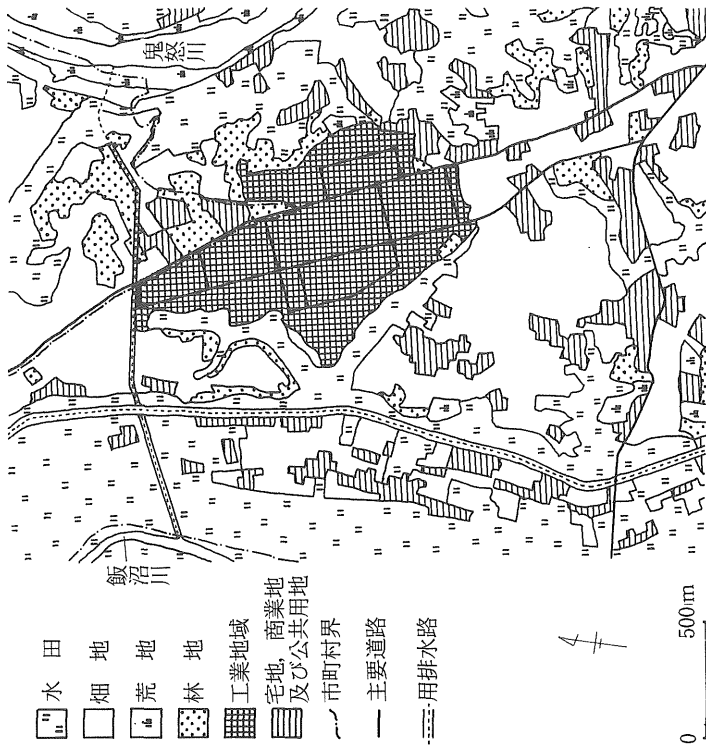 鬼怒川
飯沼川
水田
畑地
荒地
林地
工業地域
宅地，商業地
及び公共用地
市町村界
主要道路
用排水路
0 500m